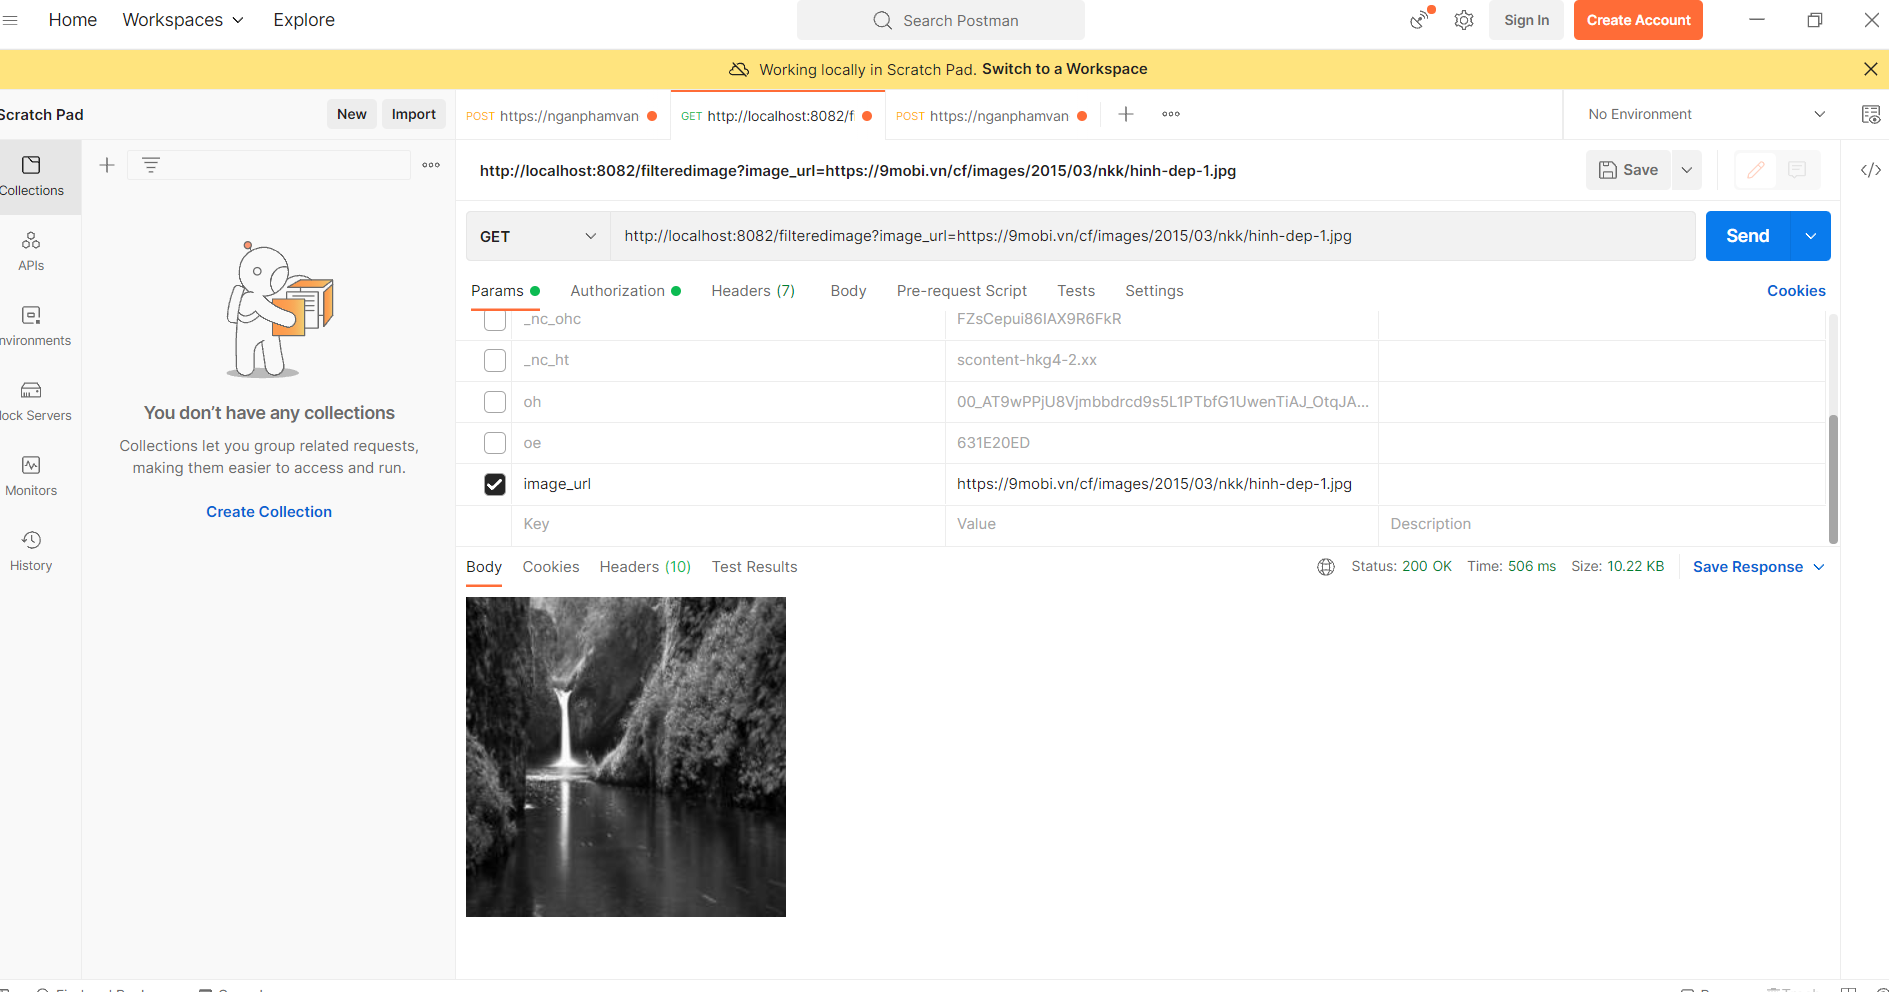 Home Workspaces Explore
Search Postman
Sign In Create Account
Working locally in Scratch Pad. Switch to a Workspace
Scratch Pad New Import
POST https://nganphamvan GET http://localhost:8082/f POST https://nganphamvan
No Environment
Collections
APIs
nvironments
lock Servers
Monitors
History
You don't have any collections
Collections let you group related requests,
making them easier to access and run.
Create Collection
http://localhost:8082/filteredimage?image_url=https://9mobi.vn/cf/images/2015/03/nkk/hinh-dep-1.jpg
Save
GET http://localhost:8082/filteredimage?image_url=https://9mobi.vn/cf/images/2015/03/nkk/hinh-dep-1.jpg
Send
Params Authorization Headers (7) Body Pre-request Script Tests Settings Cookies
_nc_ohc FZsCepui86IAX9R6FkR
_nc_ht scontent-hkg4-2.xx
oh 00_AT9wPPjU8Vjmbbdrcd9s5L1PTbfG1UwenTiAJ_OtqJA...
oe 631E20ED
image_url https://9mobi.vn/cf/images/2015/03/nkk/hinh-dep-1.jpg
Key Value Description
Body Cookies Headers (10) Test Results
Status: 200 OK Time: 506 ms Size: 10.22 KB Save Response